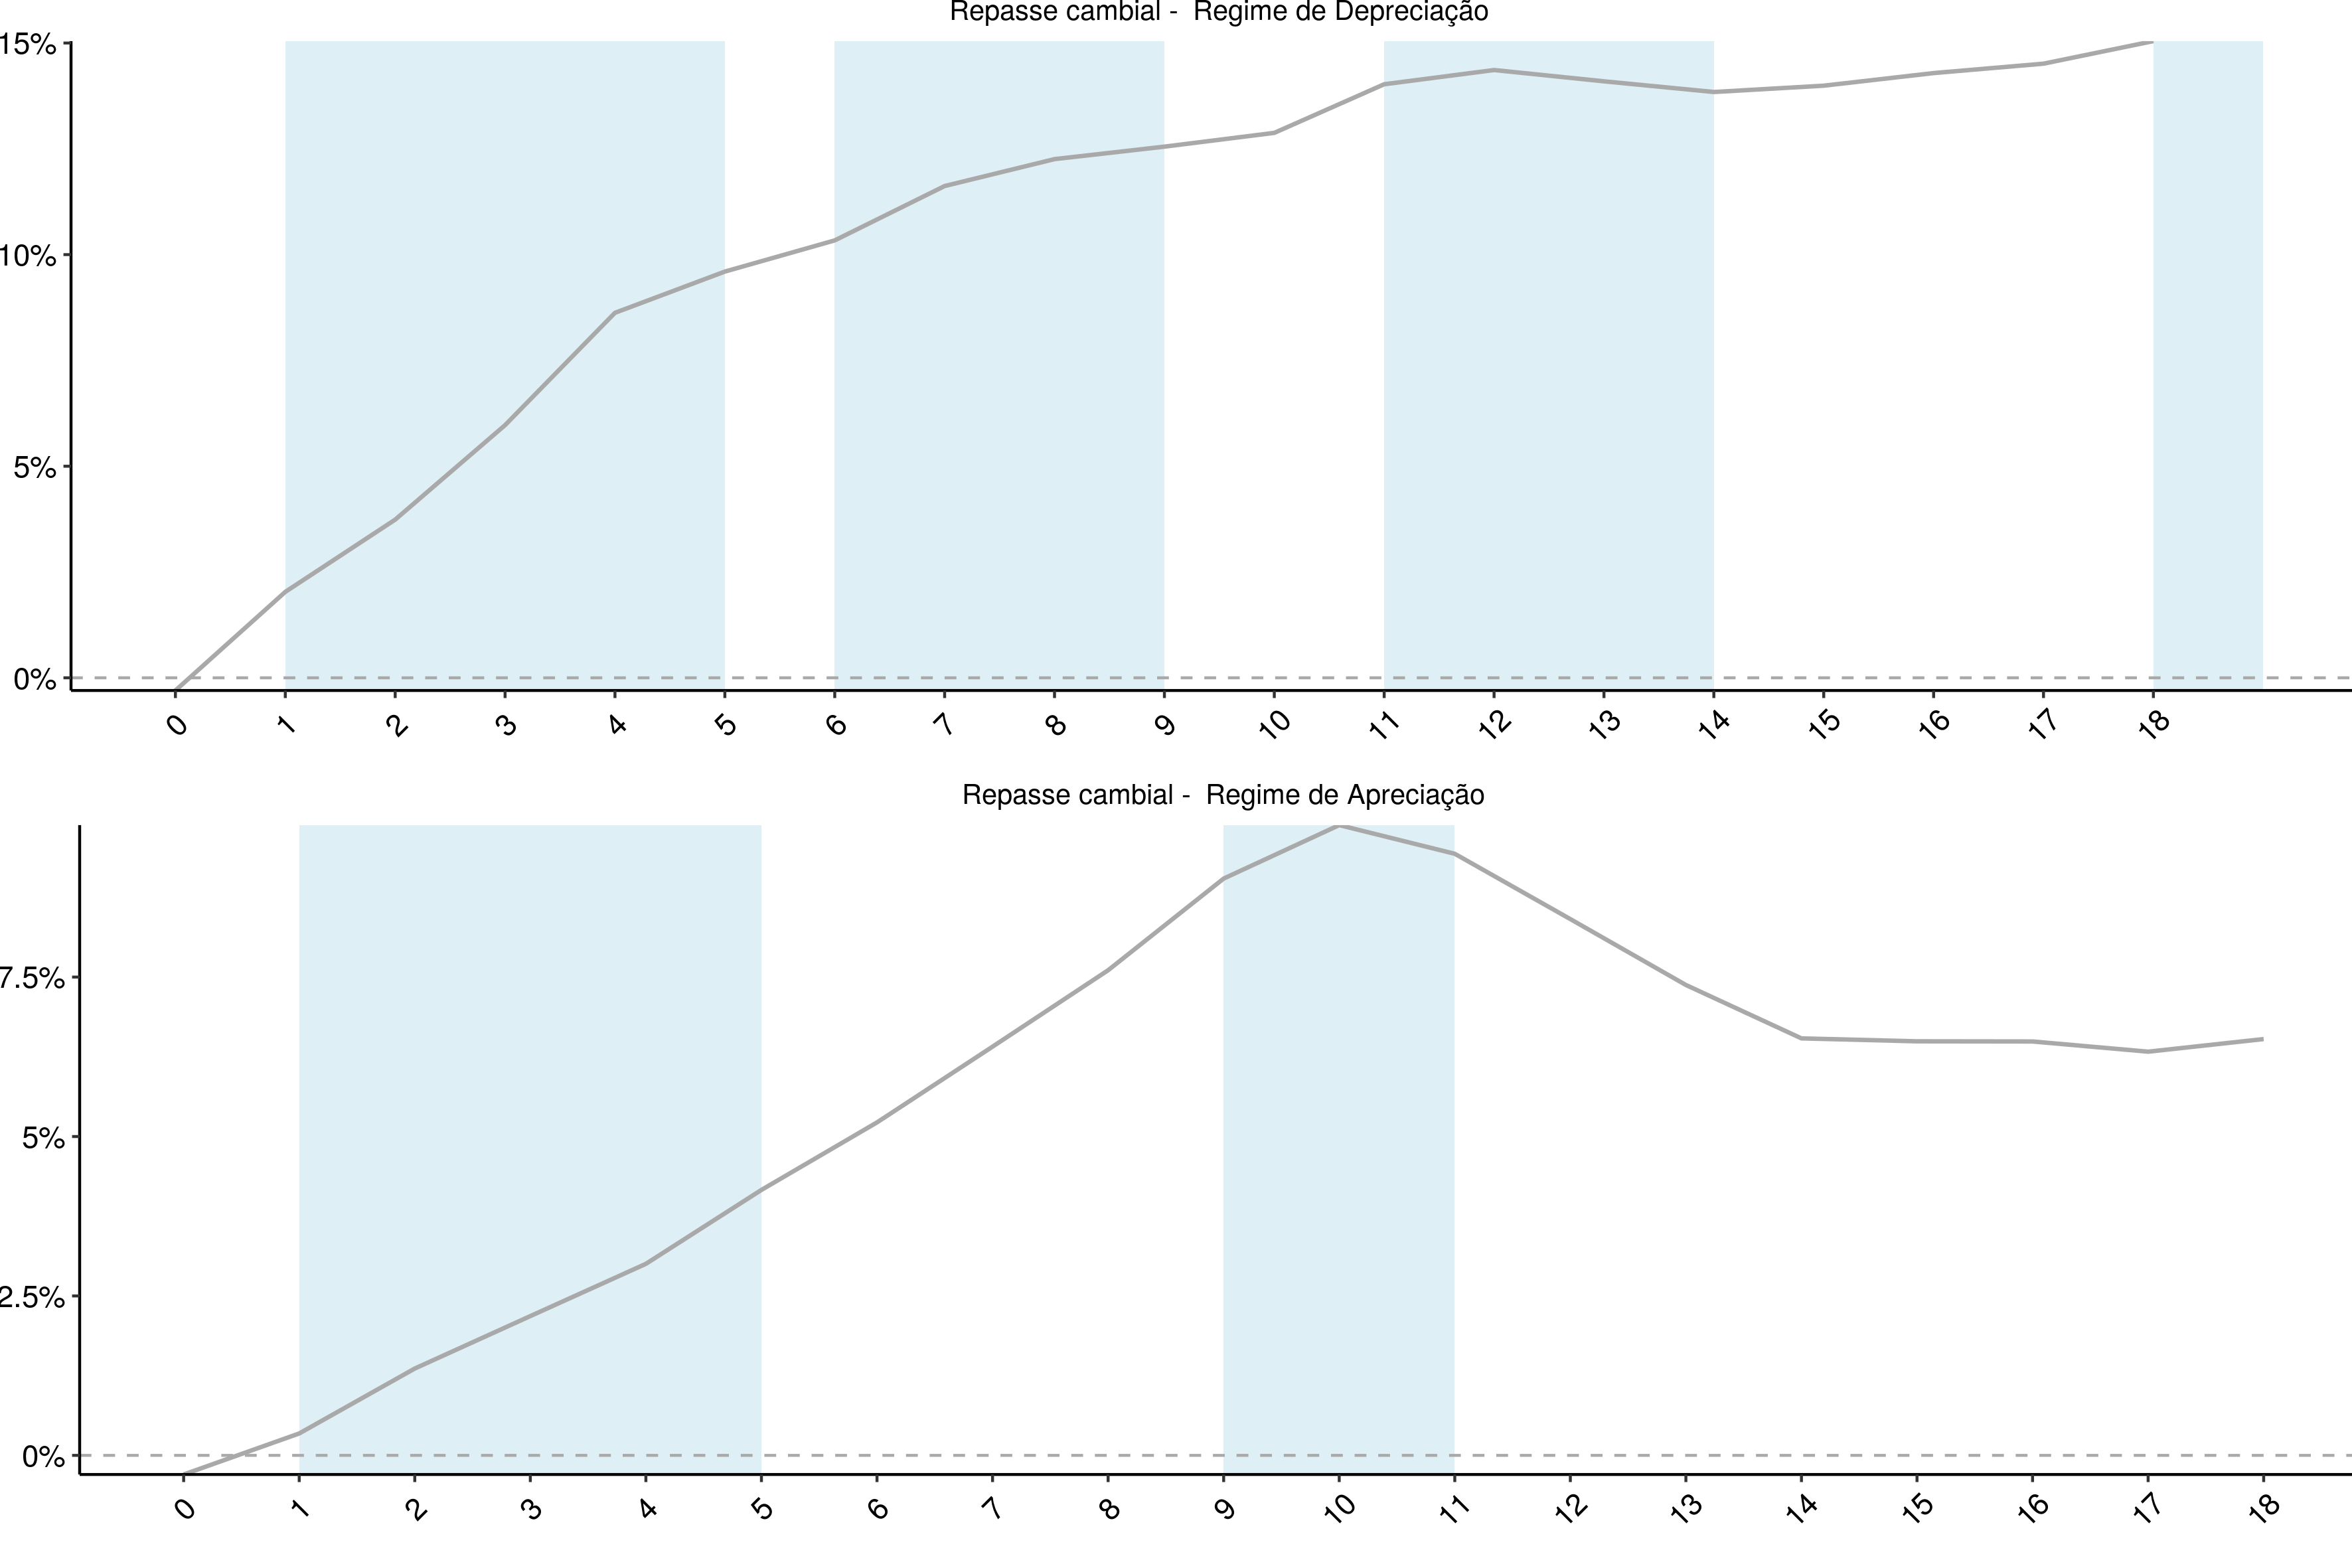 Repasse cambial -  Regime de Depreciação
15%
10%
5%
0%
0 1 2 3 4 5 6 7 8 9 10 11 12 13 14 15 16 17 18
Repasse cambial -  Regime de Apreciação
7.5%
5%
2.5%
0%
0 1 2 3 4 5 6 7 8 9 10 11 12 13 14 15 16 17 18